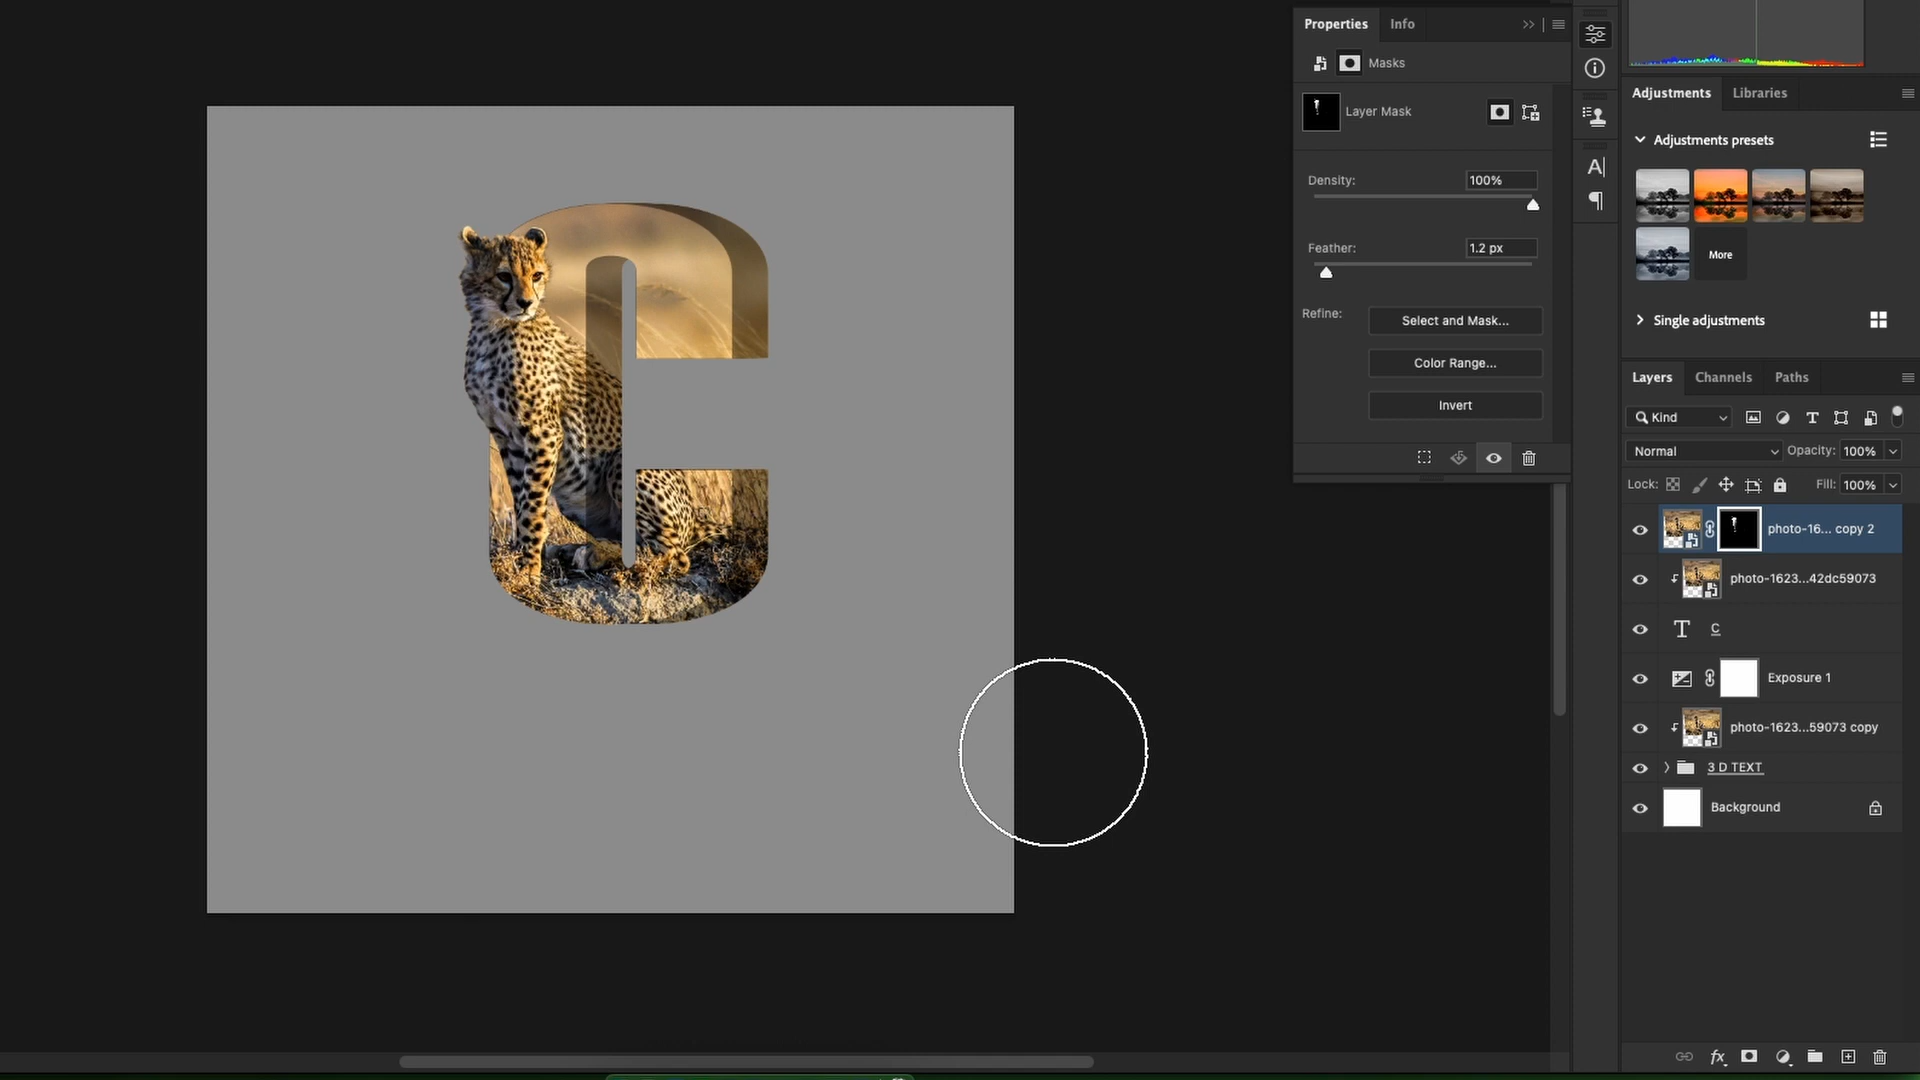 Properties
Info
Masks
Layer Mask
Density:
100%
Feather:
1.2 px
Refine:
Select and Mask...
Color Range...
Invert
A
C
Adjustments
Libraries
Adjustments presets
More
Single adjustments
Layers
Channels
Paths
Kind
T
Normal
Opacity: 100%
Lock:
Fill: 100%
photo-16... copy 2
photo-1623...42dc59073
T C
Exposure 1
photo-1623...59073 copy
3 D TEXT
Background
fx